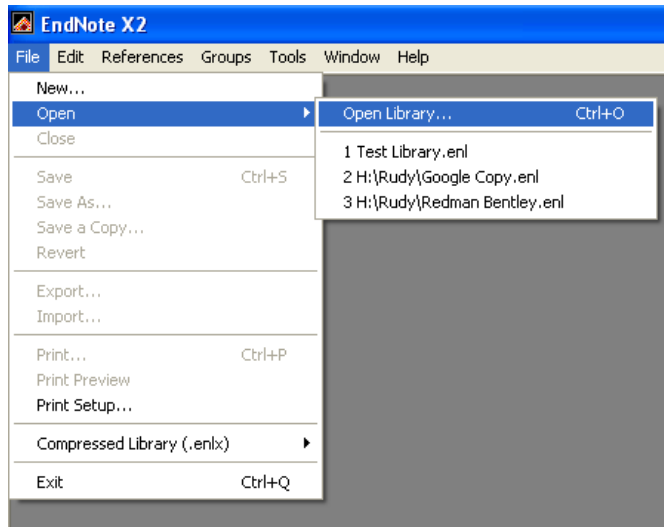 EndNote X2
File Edit References Groups Tools Window Help
New...
Open
Close
Save Ctrl+S
Save As...
Save a Copy...
Revert
Export...
Import...
Print... Ctrl+P
Print Preview
Print Setup...
Compressed Library (.enlx)
Exit Ctrl+Q
Open Library... Ctrl+O
1 Test Library.enl
2 H:\Rudy\Google Copy.enl
3 H:\Rudy\Redman Bentley.enl